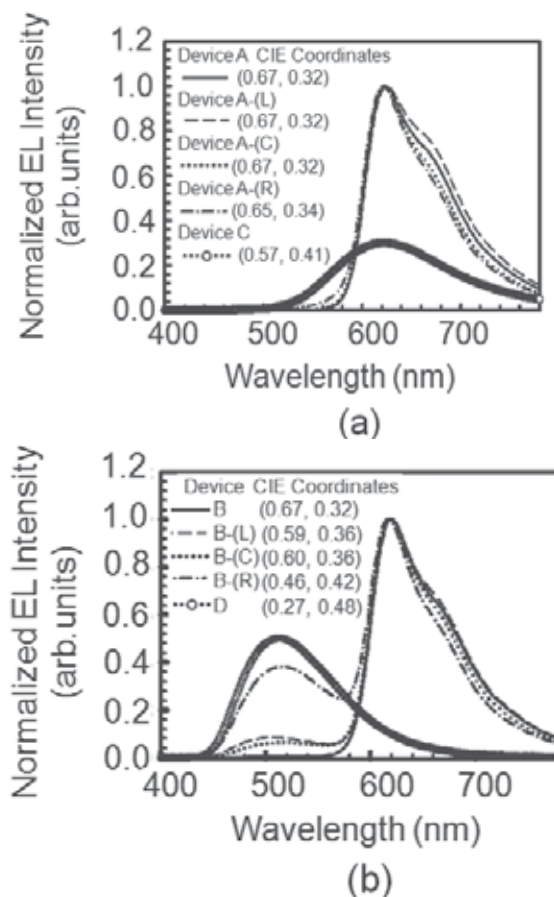 Normalized EL Intensity
(arb.units)
1.2
1.0
0.8
0.6
0.4
0.2
0.0
Device A CIE Coordinates
(0.67, 0.32)
Device A-(L)
(0.67, 0.32)
Device A-(C)
(0.67, 0.32)
Device A-(R)
(0.65, 0.34)
Device C
(0.57, 0.41)
400 500 600 700
Wavelength (nm)
(a)
Normalized EL Intensity
(arb.units)
1.2
1.0
0.8
0.6
0.4
0.2
0.0
Device CIE Coordinates
B (0.67, 0.32)
B-(L) (0.59, 0.36)
B-(C) (0.60, 0.36)
B-(R) (0.46, 0.42)
D (0.27, 0.48)
400 500 600 700
Wavelength (nm)
(b)